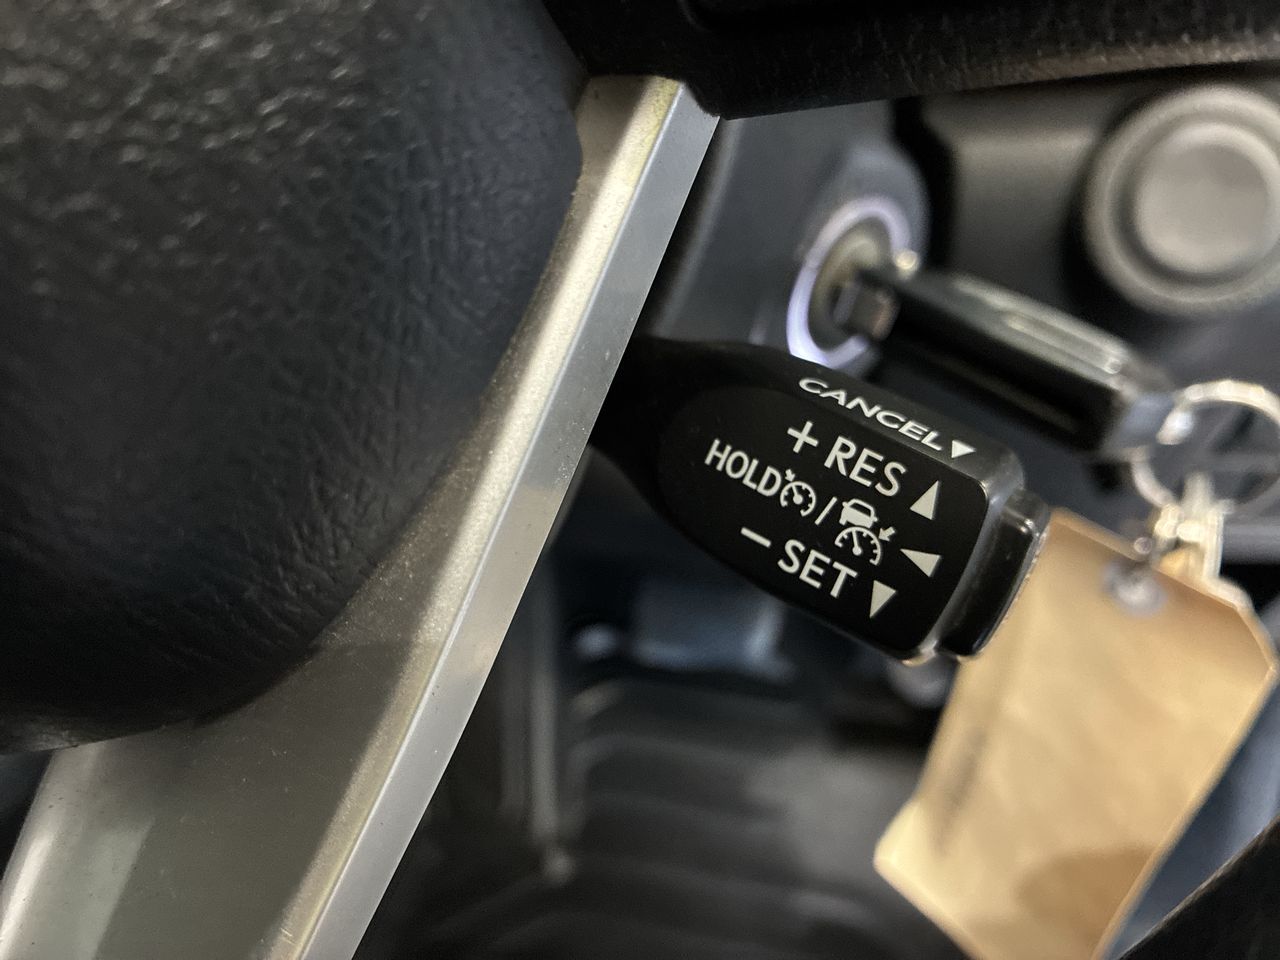 CANCEL▼
+ RES ▲
HOLD / ◀
- SET ▼